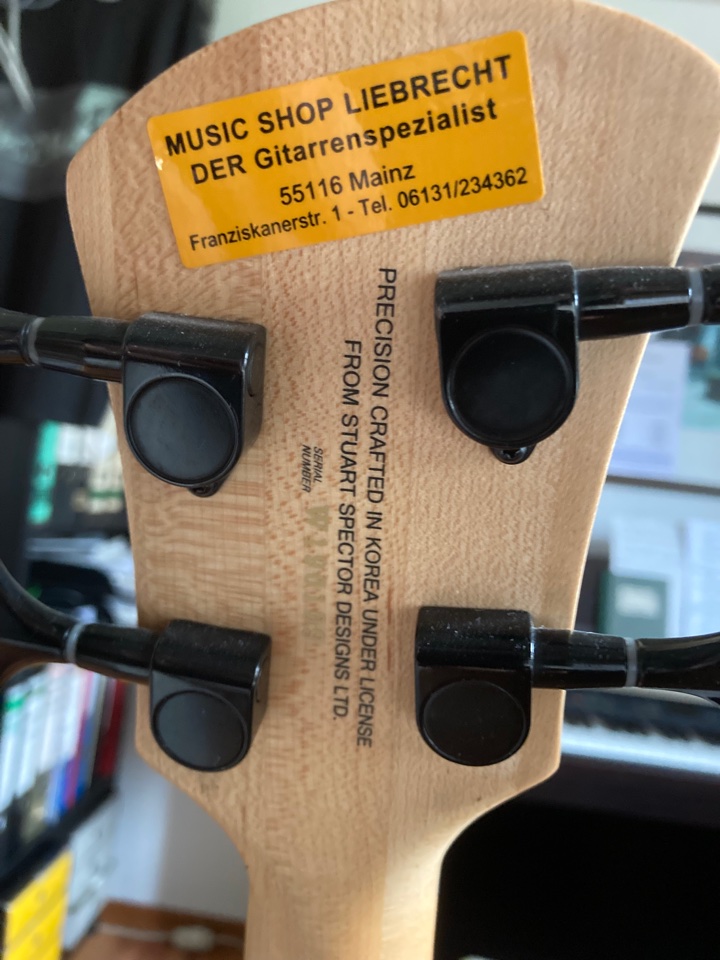 MUSIC SHOP LIEBRECHT
DER Gitarrenspezialist
55116 Mainz
Franziskanerstr. 1 - Tel. 06131/234362
PRECISION CRAFTED IN KOREA UNDER LICENSE
FROM STUART SPECTOR DESIGNS LTD.
SERIAL
NUMBER